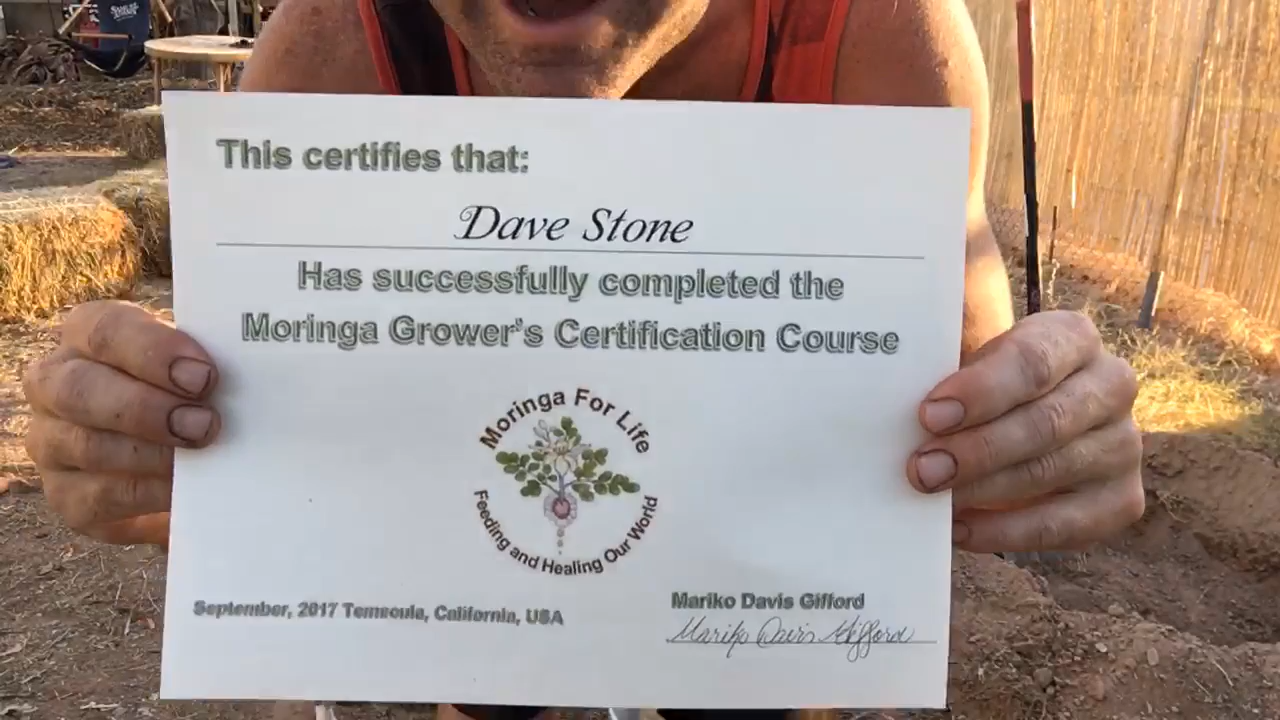 This certifies that:
Dave Stone
Has successfully completed the
Moringa Grower's Certification Course
Moringa For Life
Feeding and Healing Our World
September, 2017 Temecula, California, USA
Mariko Davis Gifford
Mariko Davis Gifford